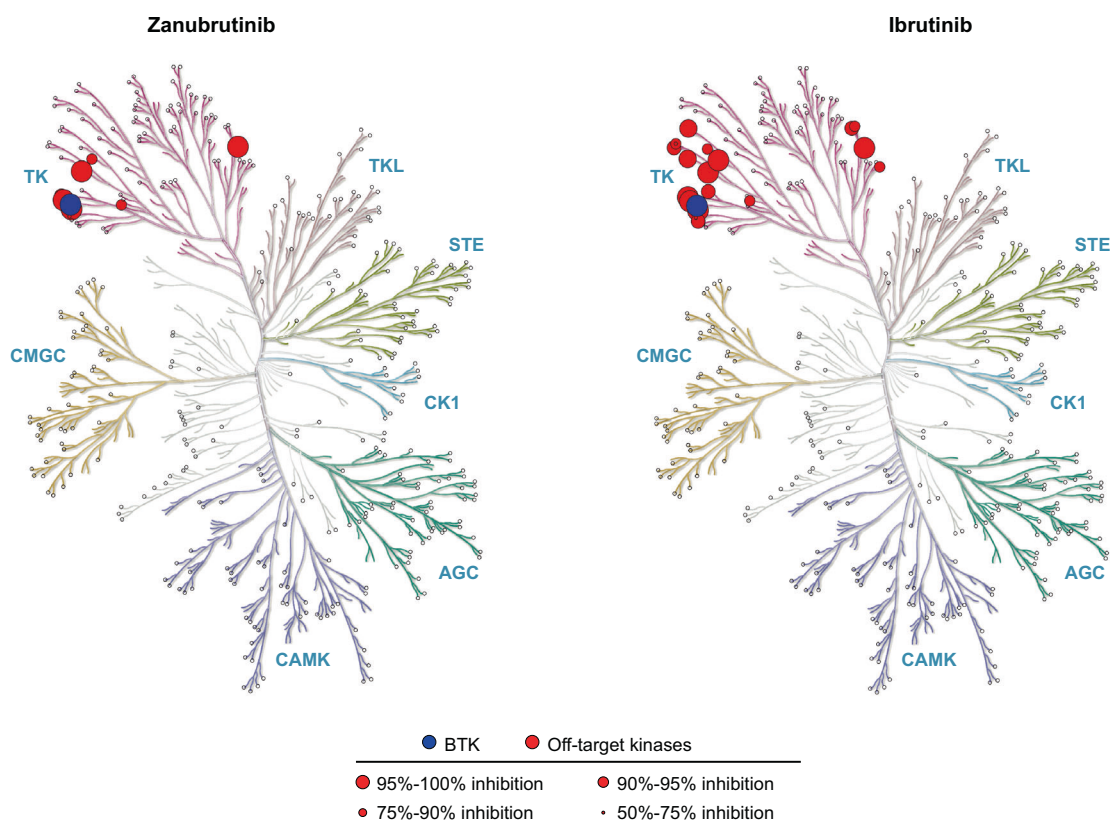 Zanubrutinib
Ibrutinib
TK
TKL
STE
CMGC
CK1
AGC
CAMK
TK
TKL
STE
CMGC
CK1
AGC
CAMK
BTK
Off-target kinases
95%-100% inhibition
90%-95% inhibition
75%-90% inhibition
50%-75% inhibition